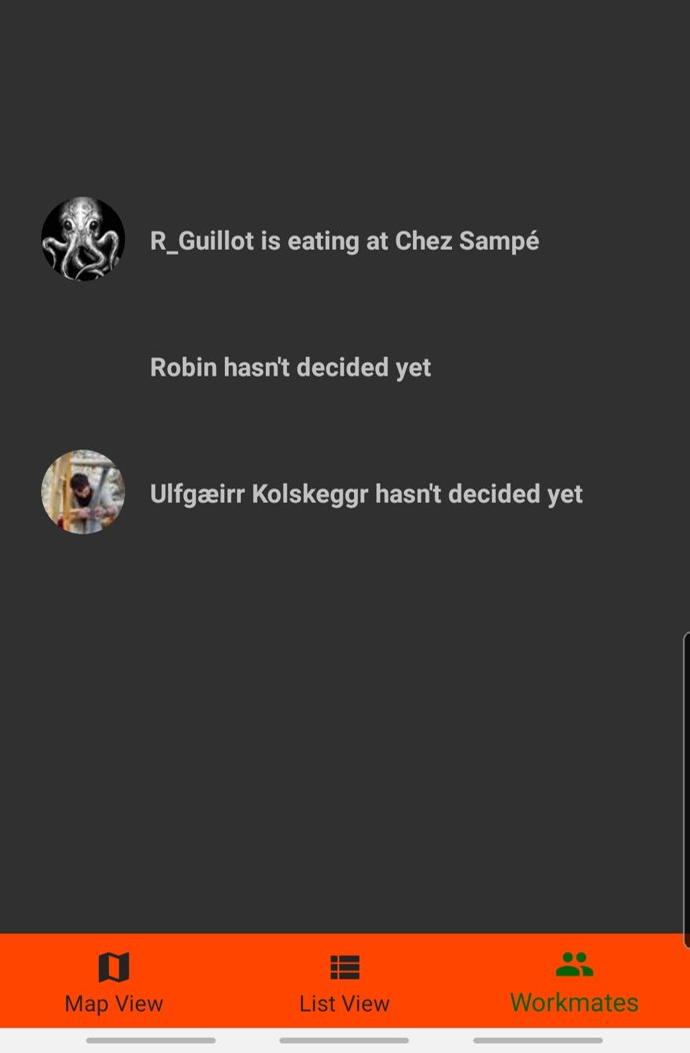 R_Guillot is eating at Chez Sampé
Robin hasn't decided yet
Ulfgæirr Kolskeggr hasn't decided yet
Map View
List View
Workmates